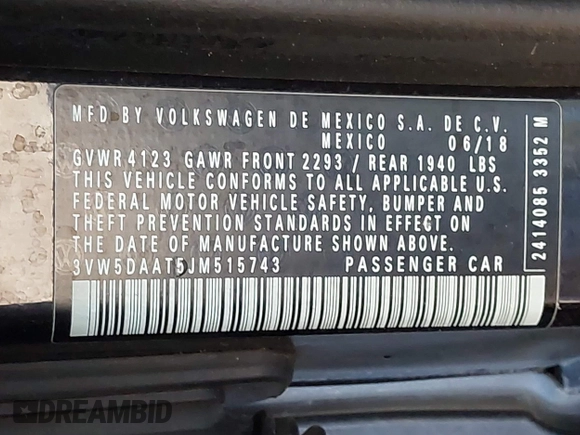 MFD BY VOLKSWAGEN DE MEXICO S.A. DE C.V.
MEXICO 06/18
GVWR 4123 GAWR FRONT 2293 / REAR 1940 LBS
THIS VEHICLE CONFORMS TO ALL APPLICABLE U.S.
FEDERAL MOTOR VEHICLE SAFETY, BUMPER AND
THEFT PREVENTION STANDARDS IN EFFECT ON
THE DATE OF MANUFACTURE SHOWN ABOVE.
3VW5DAAT5JM515743 PASSENGER CAR
2414085 3352 M
DREAMBID